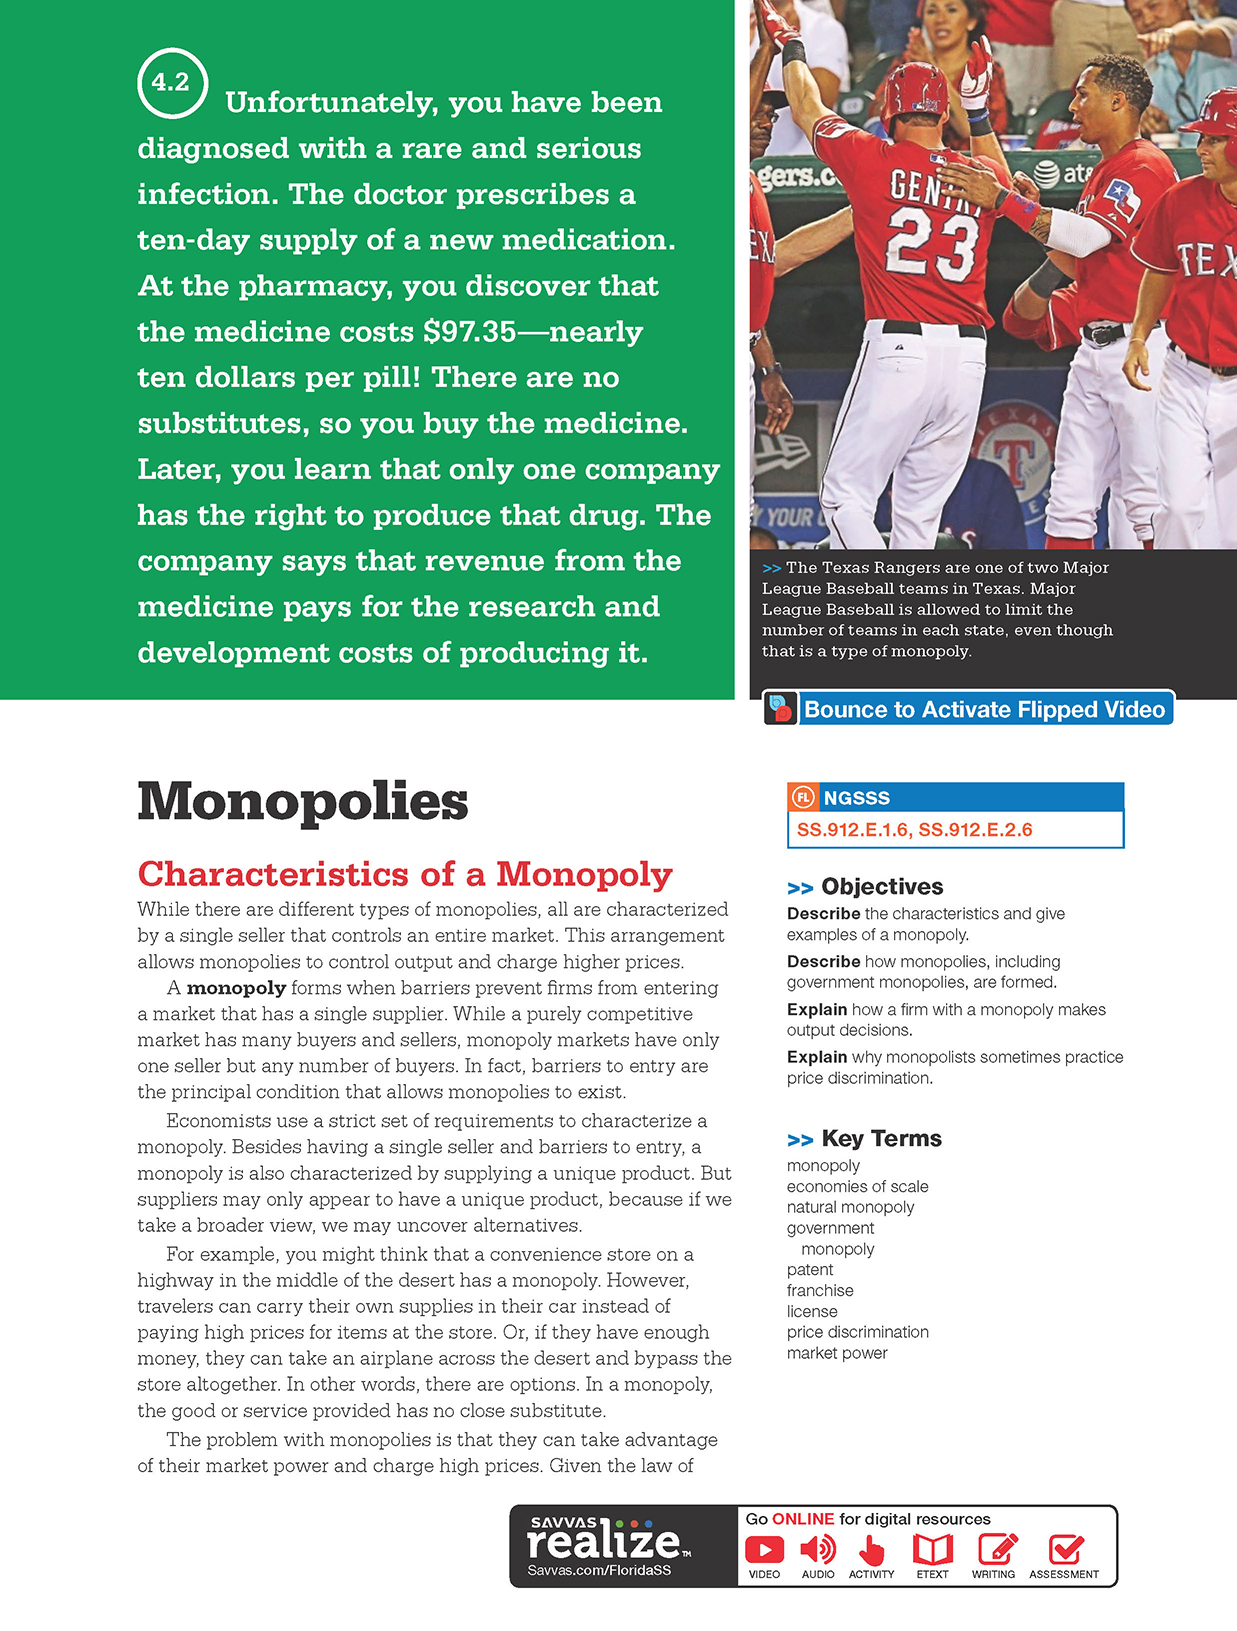 4.2
Unfortunately, you have been
diagnosed with a rare and serious
infection. The doctor prescribes a
ten-day supply of a new medication.
At the pharmacy, you discover that
the medicine costs $97.35—nearly
ten dollars per pill! There are no
substitutes, so you buy the medicine.
Later, you learn that only one company
has the right to produce that drug. The
company says that revenue from the
medicine pays for the research and
development costs of producing it.
gers.c
at&
GENTR
23
TEX
TEXAS
T
YOUR
>> The Texas Rangers are one of two Major
League Baseball teams in Texas. Major
League Baseball is allowed to limit the
number of teams in each state, even though
that is a type of monopoly.
Bounce to Activate Flipped Video
Monopolies
Characteristics of a Monopoly
While there are different types of monopolies, all are characterized
by a single seller that controls an entire market. This arrangement
allows monopolies to control output and charge higher prices.
A monopoly forms when barriers prevent firms from entering
a market that has a single supplier. While a purely competitive
market has many buyers and sellers, monopoly markets have only
one seller but any number of buyers. In fact, barriers to entry are
the principal condition that allows monopolies to exist.
Economists use a strict set of requirements to characterize a
monopoly. Besides having a single seller and barriers to entry, a
monopoly is also characterized by supplying a unique product. But
suppliers may only appear to have a unique product, because if we
take a broader view, we may uncover alternatives.
For example, you might think that a convenience store on a
highway in the middle of the desert has a monopoly. However,
travelers can carry their own supplies in their car instead of
paying high prices for items at the store. Or, if they have enough
money, they can take an airplane across the desert and bypass the
store altogether. In other words, there are options. In a monopoly,
the good or service provided has no close substitute.
The problem with monopolies is that they can take advantage
of their market power and charge high prices. Given the law of
FL NGSSS
SS.912.E.1.6, SS.912.E.2.6
>> Objectives
Describe the characteristics and give
examples of a monopoly.
Describe how monopolies, including
government monopolies, are formed.
Explain how a firm with a monopoly makes
output decisions.
Explain why monopolists sometimes practice
price discrimination.
>> Key Terms
monopoly
economies of scale
natural monopoly
government
monopoly
patent
franchise
license
price discrimination
market power
SAVVAS
realize™
Savvas.com/FloridaSS
Go ONLINE for digital resources
VIDEO AUDIO ACTIVITY ETEXT WRITING ASSESSMENT